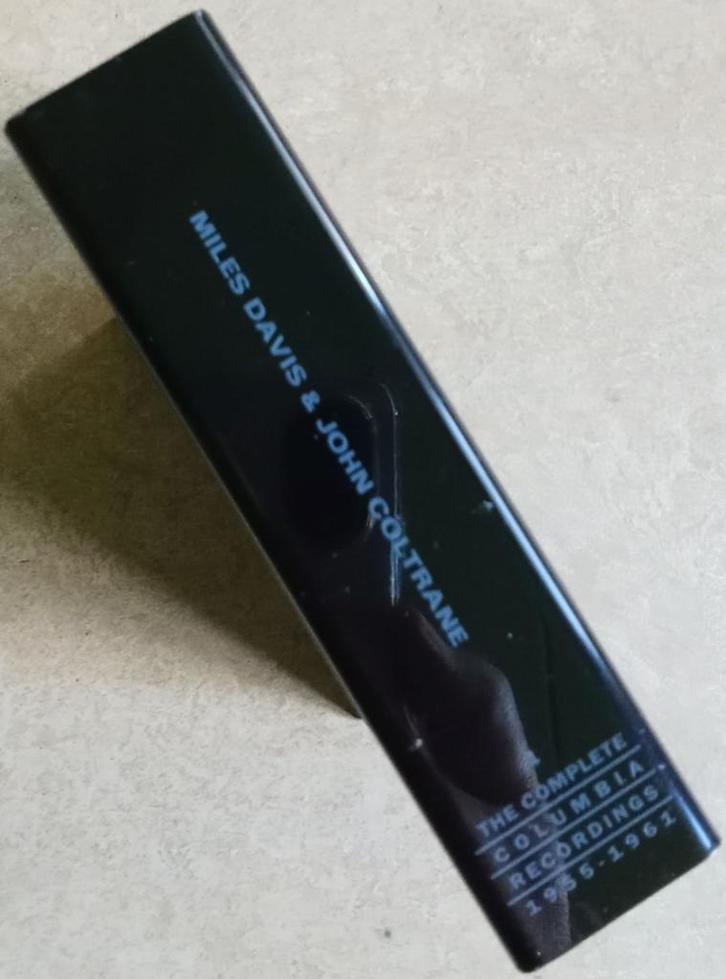 MILES DAVIS & JOHN COLTRANE
THE COMPLETE
COLUMBIA
RECORDINGS
1955-1961